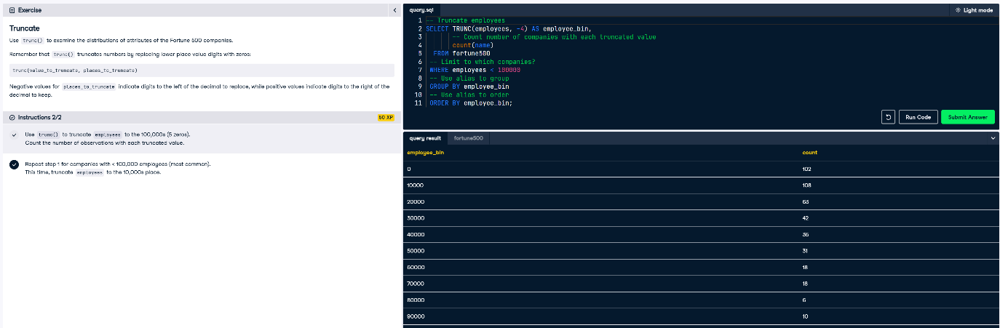 Exercise
Truncate
Use trunc() to examine the distributions of attributes of the Fortune 500 companies.
Remember that trunc() truncates numbers by replacing lower place value digits with zeros:
trunc(value_to_truncate, places_to_truncate)
Negative values for places_to_truncate indicate digits to the left of the decimal to replace, while positive values indicate digits to the right of the
decimal to keep.
Instructions 2/2
50 XP
Use trunc() to truncate employees to the 100,000s (5 zeros).
Count the number of observations with each truncated value.
Repeat step 1 for companies with < 100,000 employees (most common).
This time, truncate employees to the 10,000s place.
query.sql
Light mode
1 -- Truncate employees
2 SELECT TRUNC(employees, -4) AS employee_bin,
3 -- Count number of companies with each truncated value
4 count(name)
5 FROM fortune500
6 -- Limit to which companies?
7 WHERE employees < 100000
8 -- Use alias to group
9 GROUP BY employee_bin
10 -- Use alias to order
11 ORDER BY employee_bin;
Run Code
Submit Answer
query result
fortune500
employee_bin count
0 102
10000 108
20000 63
30000 42
40000 36
50000 31
60000 18
70000 18
80000 6
90000 10